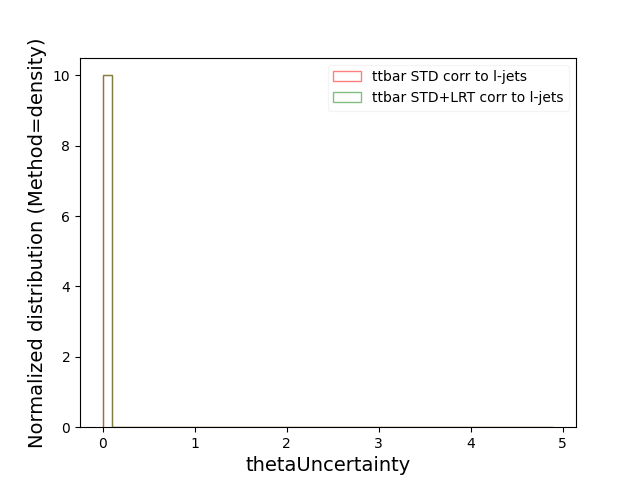 ttbar STD corr to l-jets
ttbar STD+LRT corr to l-jets
Normalized distribution (Method=density)
10
8
6
4
2
0
0 1 2 3 4 5
thetaUncertainty